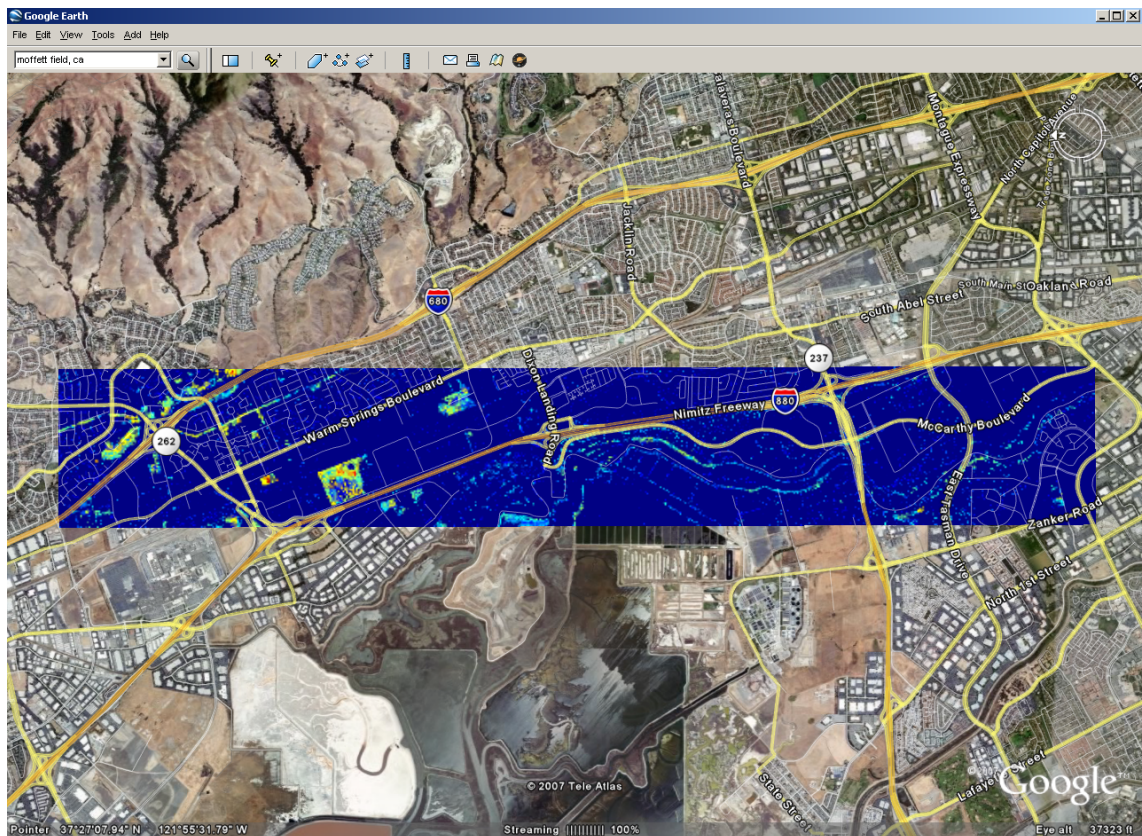 Google Earth
File Edit View Tools Add Help
moffett field, ca
Calaveras Boulevard
Montague Expressway
North Capitol Avenue
N
Jacklin Road
680
South Abel Street
South Main St
Oakland Road
237
Dixon Landing Road
880
Nimitz Freeway
Warm Springs Boulevard
262
McCarthy Boulevard
East Tasman Drive
Zanker Road
North 1st Street
State Street
Lafayette Street
© 2007 Tele Atlas
Google™
Pointer 37°27'07.94" N 121°55'31.79" W
Streaming |||||||||| 100%
Eye alt 37323 ft